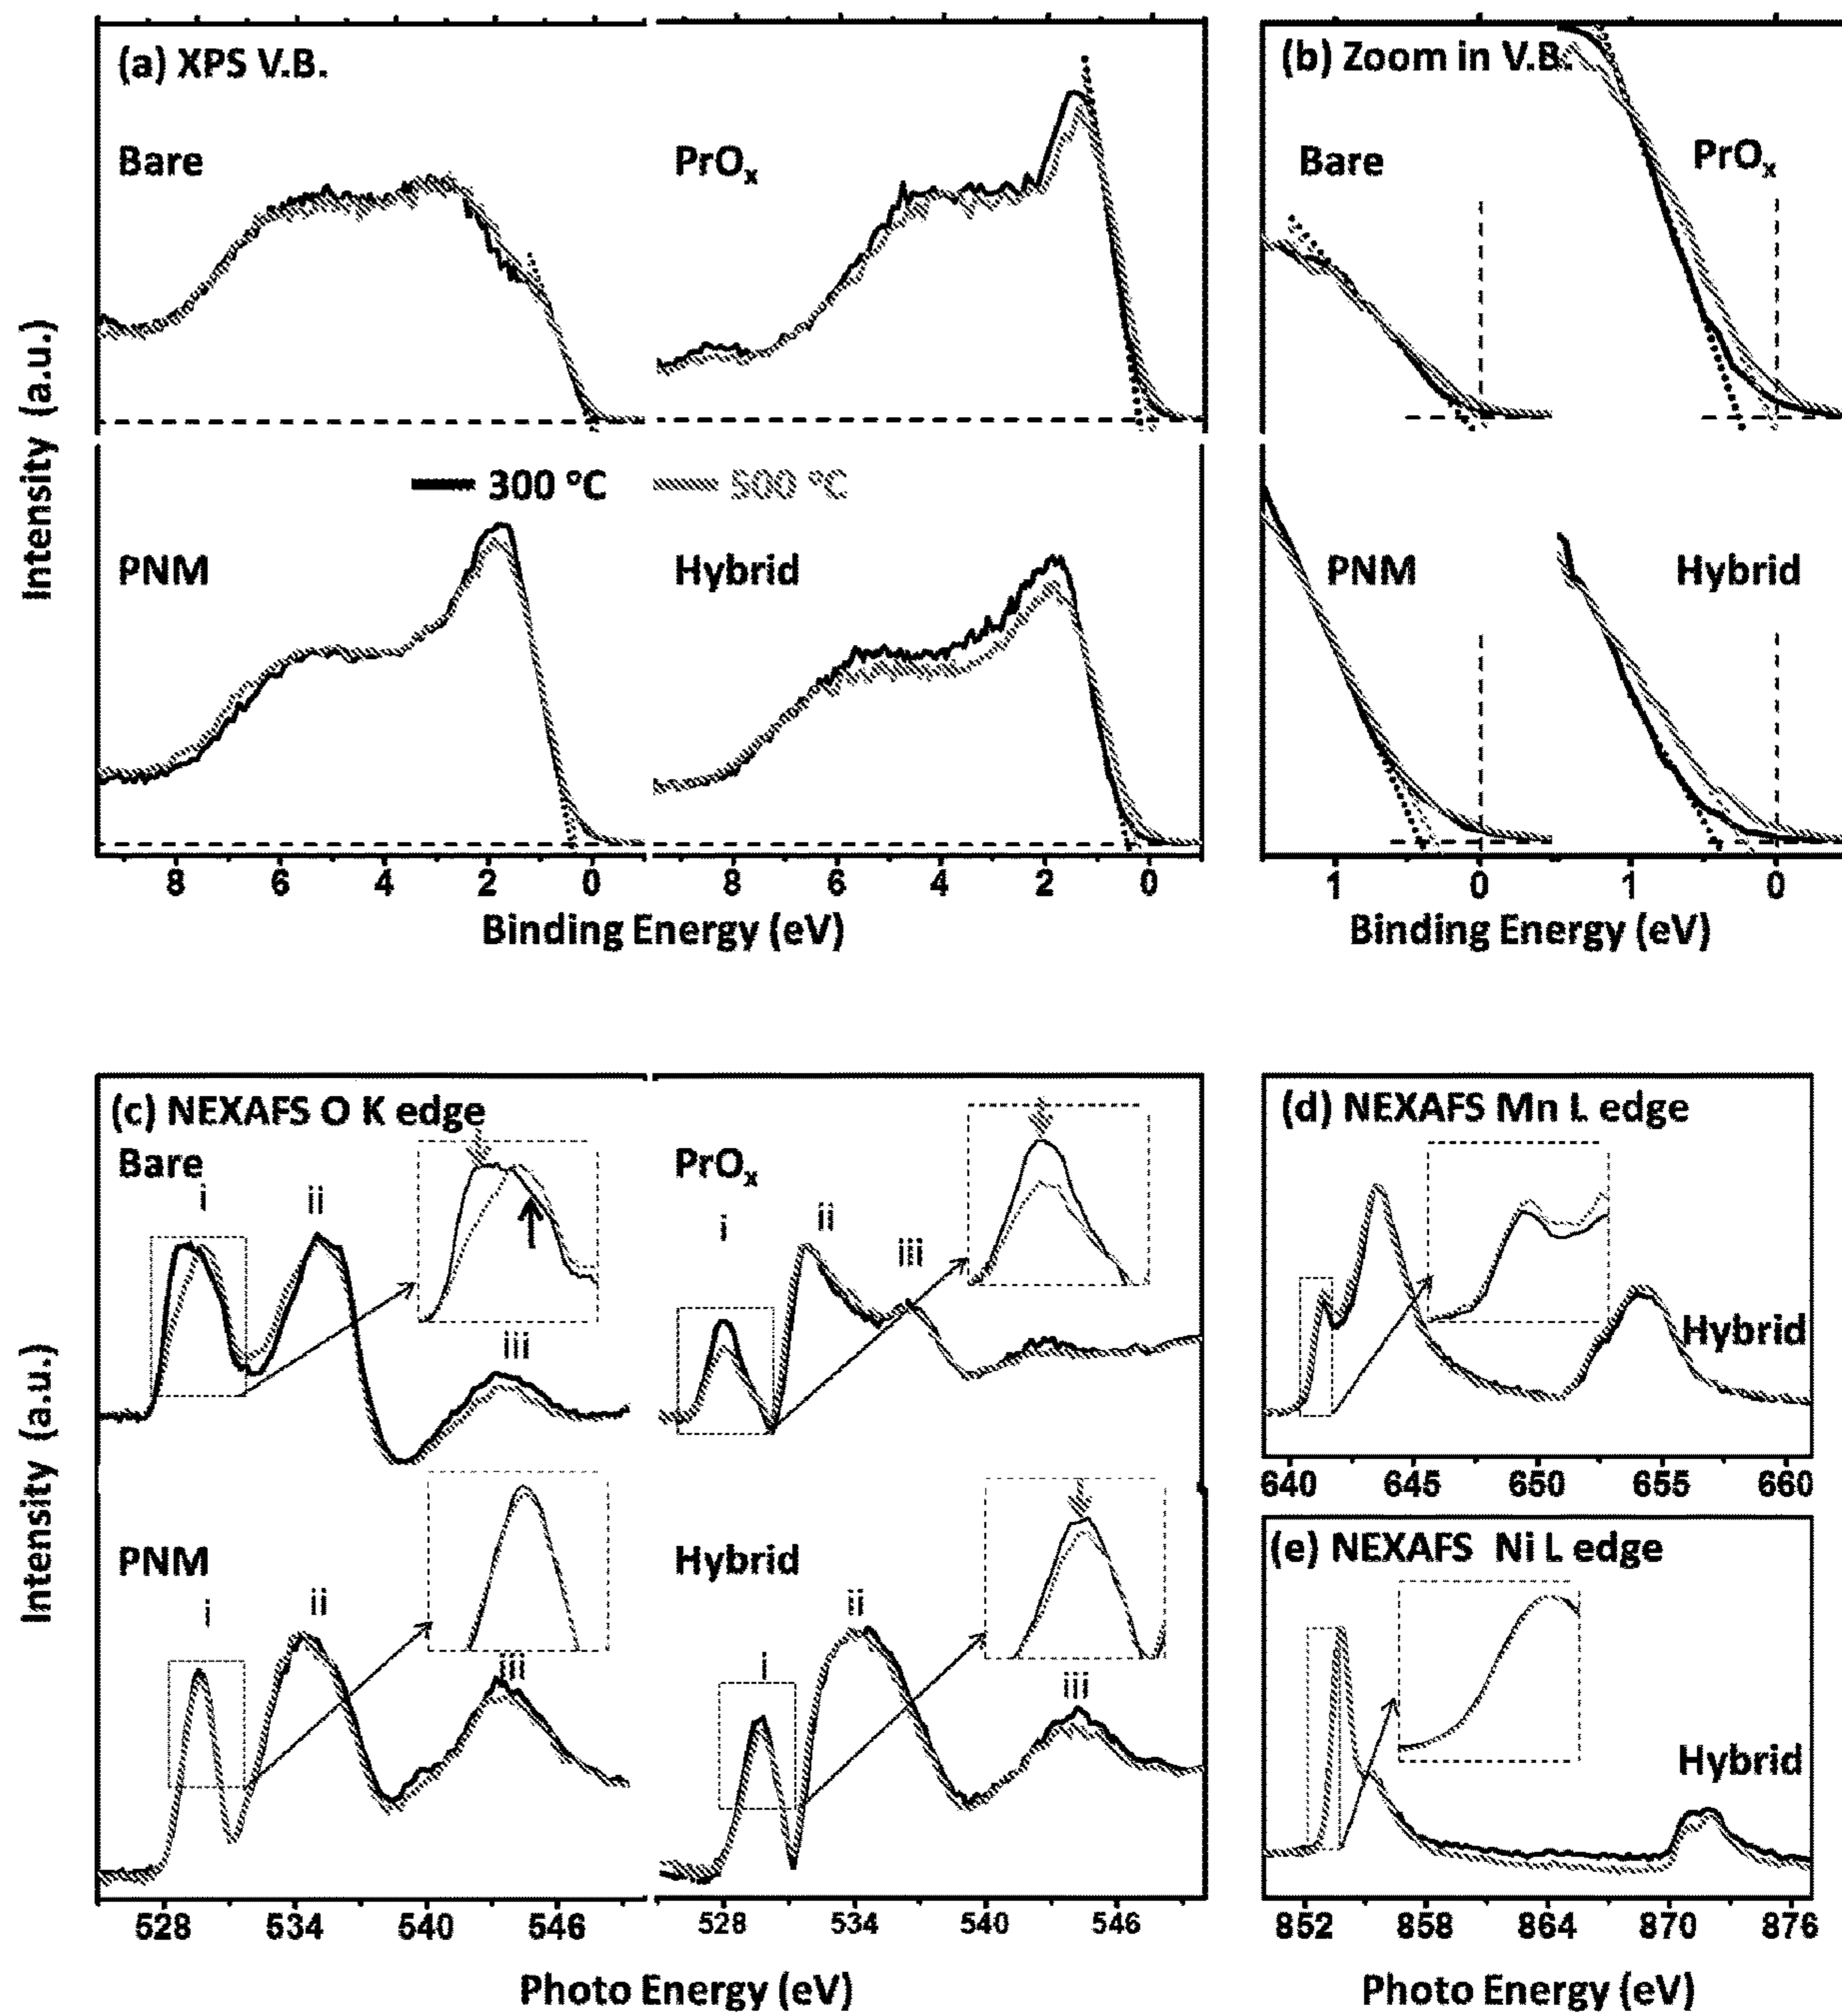 (a) XPS V.B.
Bare
PrOx
Intensity (a.u.)
300 °C
500 °C
PNM
Hybrid
8 6 4 2 0
8 6 4 2 0
Binding Energy (eV)
(b) Zoom in V.B.
Bare
PrOx
PNM
Hybrid
1 0
1 0
Binding Energy (eV)
(c) NEXAFS O K edge
Bare
i
ii
iii
PrOx
i
ii
iii
Intensity (a.u.)
PNM
i
ii
iii
Hybrid
i
ii
iii
528 534 540 546
528 534 540 546
Photo Energy (eV)
(d) NEXAFS Mn L edge
Hybrid
640 645 650 655 660
(e) NEXAFS Ni L edge
Hybrid
852 858 864 870 876
Photo Energy (eV)